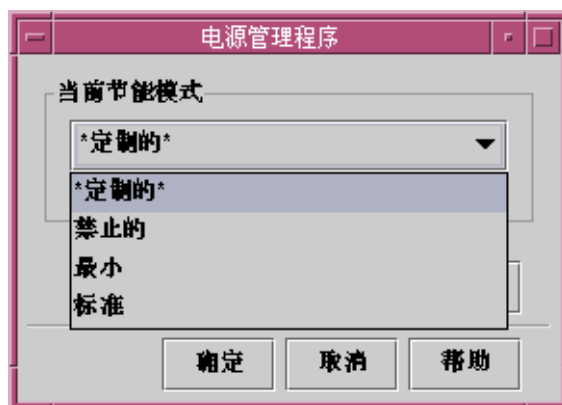 电源管理程序
当前节能模式
*定制的*
*定制的*
禁止的
最小
标准
确定
取消
帮助